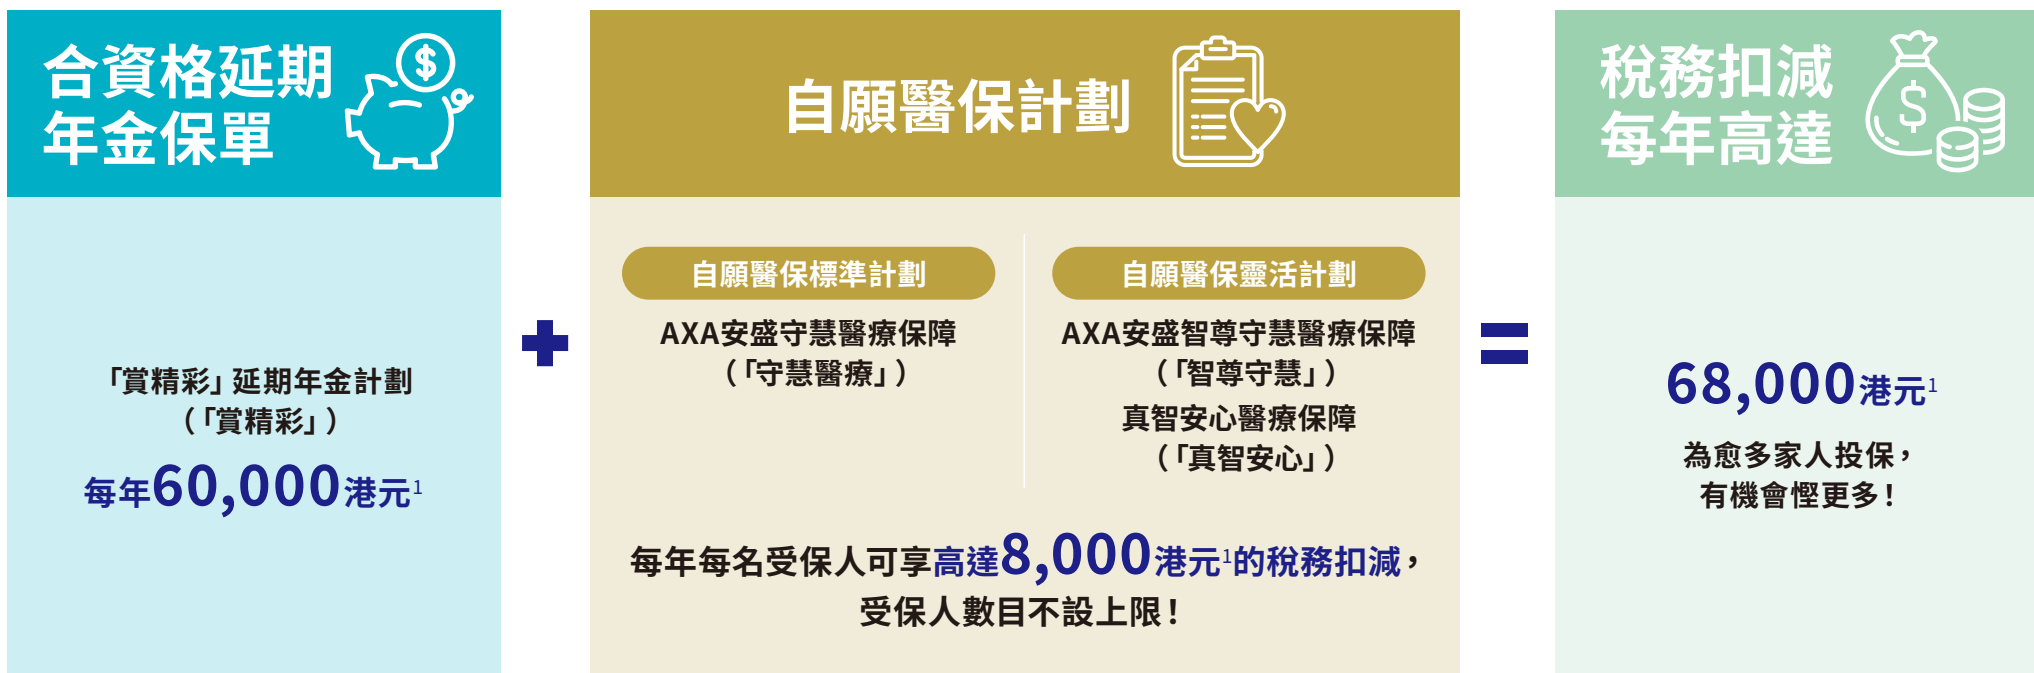 合資格延期
年金保單
「賞精彩」延期年金計劃
(「賞精彩」)
每年60,000港元1
+
自願醫保計劃
自願醫保標準計劃
AXA安盛守慧醫療保障
(「守慧醫療」)
自願醫保靈活計劃
AXA安盛智尊守慧醫療保障
(「智尊守慧」)
真智安心醫療保障
(「真智安心」)
每年每名受保人可享高達8,000港元1的稅務扣減，
受保人數目不設上限！
=
稅務扣減
每年高達
68,000港元1
為愈多家人投保，
有機會慳更多！